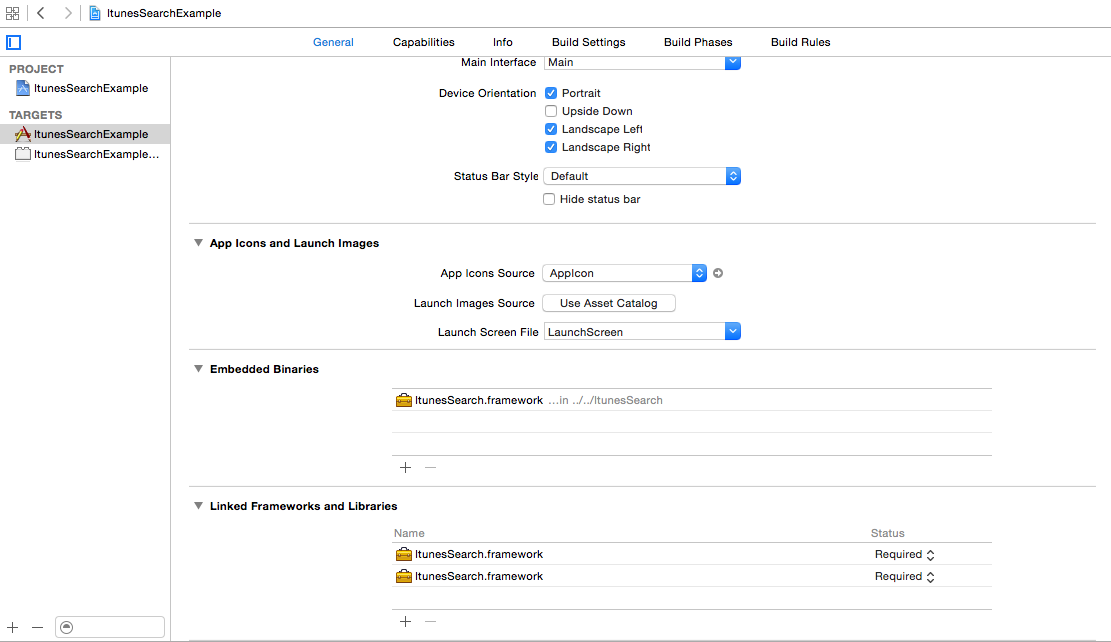 ItunesSearchExample
General Capabilities Info Build Settings Build Phases Build Rules
PROJECT
ItunesSearchExample
TARGETS
ItunesSearchExample
ItunesSearchExample...
Main Interface Main
Device Orientation Portrait
Upside Down
Landscape Left
Landscape Right
Status Bar Style Default
Hide status bar
App Icons and Launch Images
App Icons Source AppIcon
Launch Images Source Use Asset Catalog
Launch Screen File LaunchScreen
Embedded Binaries
ItunesSearch.framework ...in ../../ItunesSearch
Linked Frameworks and Libraries
Name Status
ItunesSearch.framework Required
ItunesSearch.framework Required